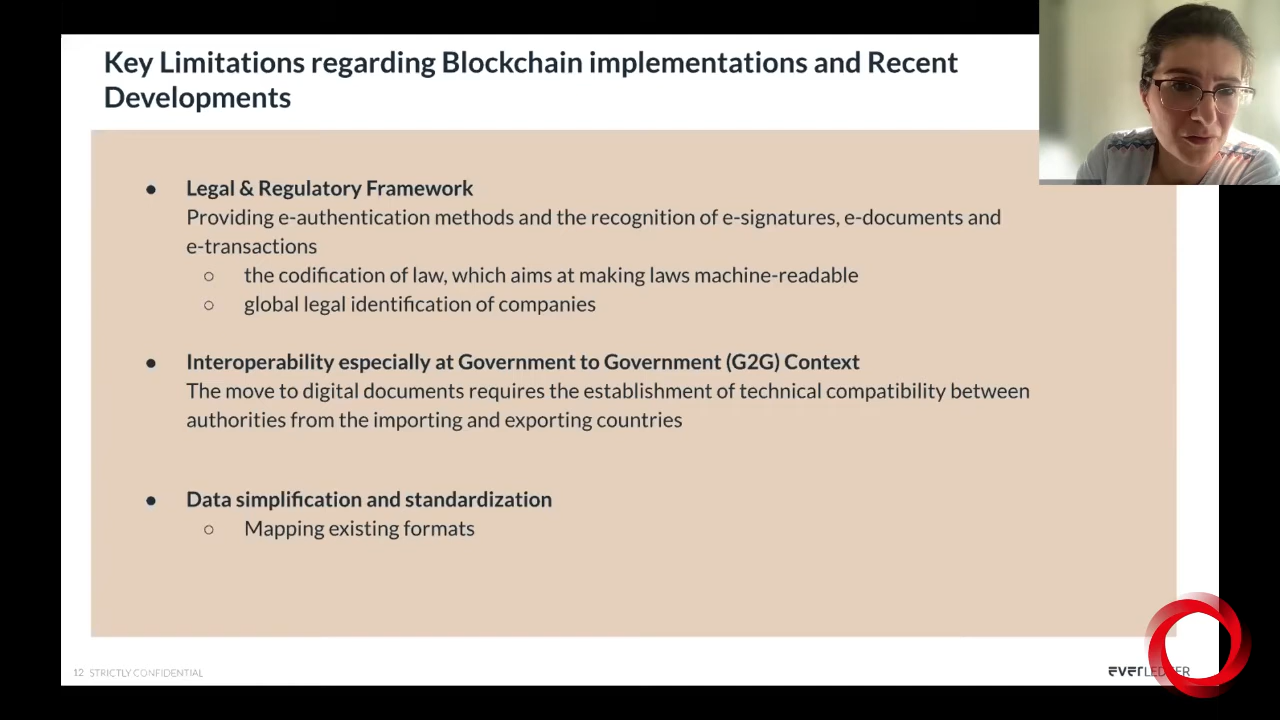 Key Limitations regarding Blockchain implementations and Recent
Developments
● Legal & Regulatory Framework
Providing e-authentication methods and the recognition of e-signatures, e-documents and
e-transactions
○ the codification of law, which aims at making laws machine-readable
○ global legal identification of companies
● Interoperability especially at Government to Government (G2G) Context
The move to digital documents requires the establishment of technical compatibility between
authorities from the importing and exporting countries
● Data simplification and standardization
○ Mapping existing formats
12 STRICTLY CONFIDENTIAL
EVERLEDGER